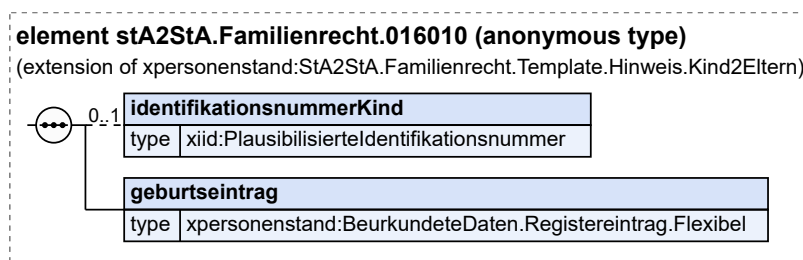 element stA2StA.Familienrecht.016010 (anonymous type)
(extension of xpersonenstand:StA2StA.Familienrecht.Template.Hinweis.Kind2Eltern)
0..1
identifikationsnummerKind
type xiid:PlausibilisierteIdentifikationsnummer
geburtseintrag
type xpersonenstand:BeurkundeteDaten.Registereintrag.Flexibel